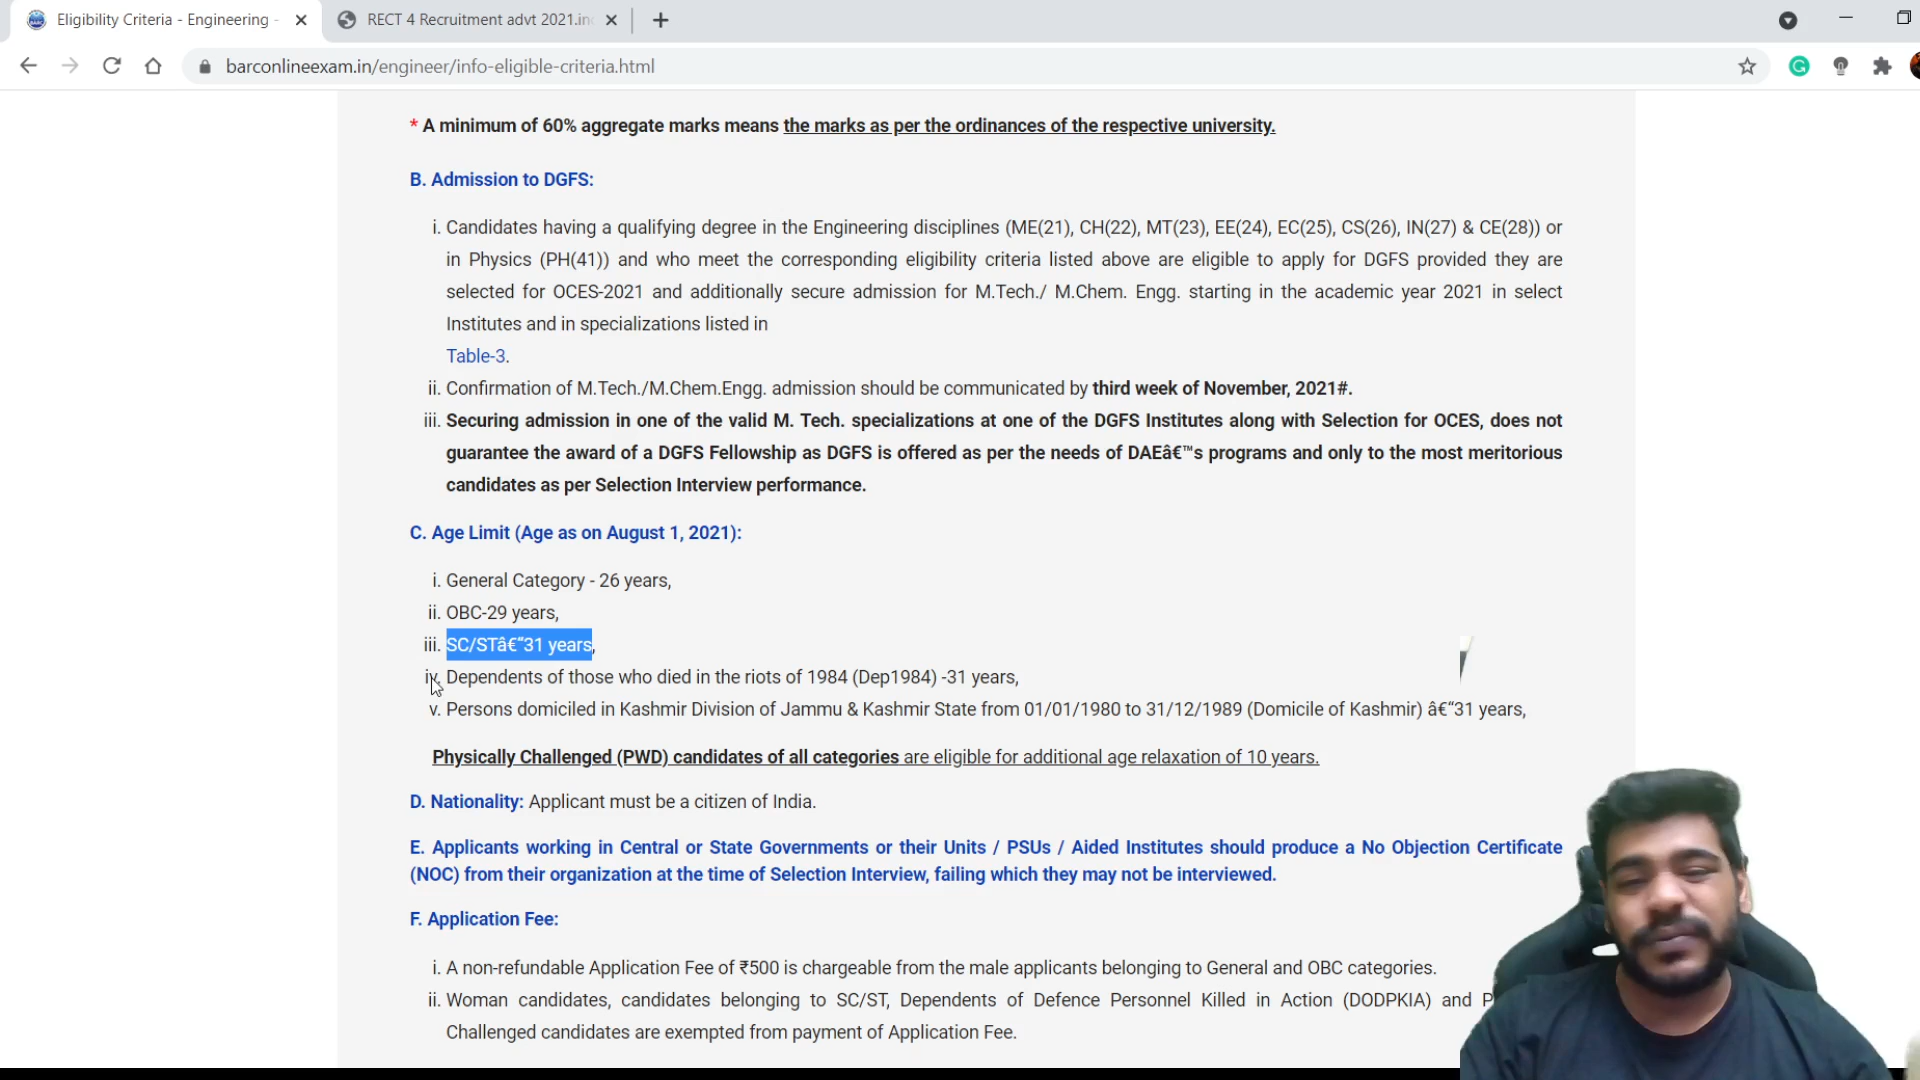 Eligibility Criteria - Engineering -
RECT 4 Recruitment advt 2021.in
barconlineexam.in/engineer/info-eligible-criteria.html
* A minimum of 60% aggregate marks means the marks as per the ordinances of the respective university.
B. Admission to DGFS:
i. Candidates having a qualifying degree in the Engineering disciplines (ME(21), CH(22), MT(23), EE(24), EC(25), CS(26), IN(27) & CE(28)) or
in Physics (PH(41)) and who meet the corresponding eligibility criteria listed above are eligible to apply for DGFS provided they are
selected for OCES-2021 and additionally secure admission for M.Tech./ M.Chem. Engg. starting in the academic year 2021 in select
Institutes and in specializations listed in
Table-3.
ii. Confirmation of M.Tech./M.Chem.Engg. admission should be communicated by third week of November, 2021#.
iii. Securing admission in one of the valid M. Tech. specializations at one of the DGFS Institutes along with Selection for OCES, does not
guarantee the award of a DGFS Fellowship as DGFS is offered as per the needs of DAEâ€™s programs and only to the most meritorious
candidates as per Selection Interview performance.
C. Age Limit (Age as on August 1, 2021):
i. General Category - 26 years,
ii. OBC-29 years,
iii. SC/STâ€“31 years,
iv. Dependents of those who died in the riots of 1984 (Dep1984) -31 years,
v. Persons domiciled in Kashmir Division of Jammu & Kashmir State from 01/01/1980 to 31/12/1989 (Domicile of Kashmir) â€“31 years,
Physically Challenged (PWD) candidates of all categories are eligible for additional age relaxation of 10 years.
D. Nationality: Applicant must be a citizen of India.
E. Applicants working in Central or State Governments or their Units / PSUs / Aided Institutes should produce a No Objection Certificate
(NOC) from their organization at the time of Selection Interview, failing which they may not be interviewed.
F. Application Fee:
i. A non-refundable Application Fee of ₹500 is chargeable from the male applicants belonging to General and OBC categories.
ii. Woman candidates, candidates belonging to SC/ST, Dependents of Defence Personnel Killed in Action (DODPKIA) and P
Challenged candidates are exempted from payment of Application Fee.